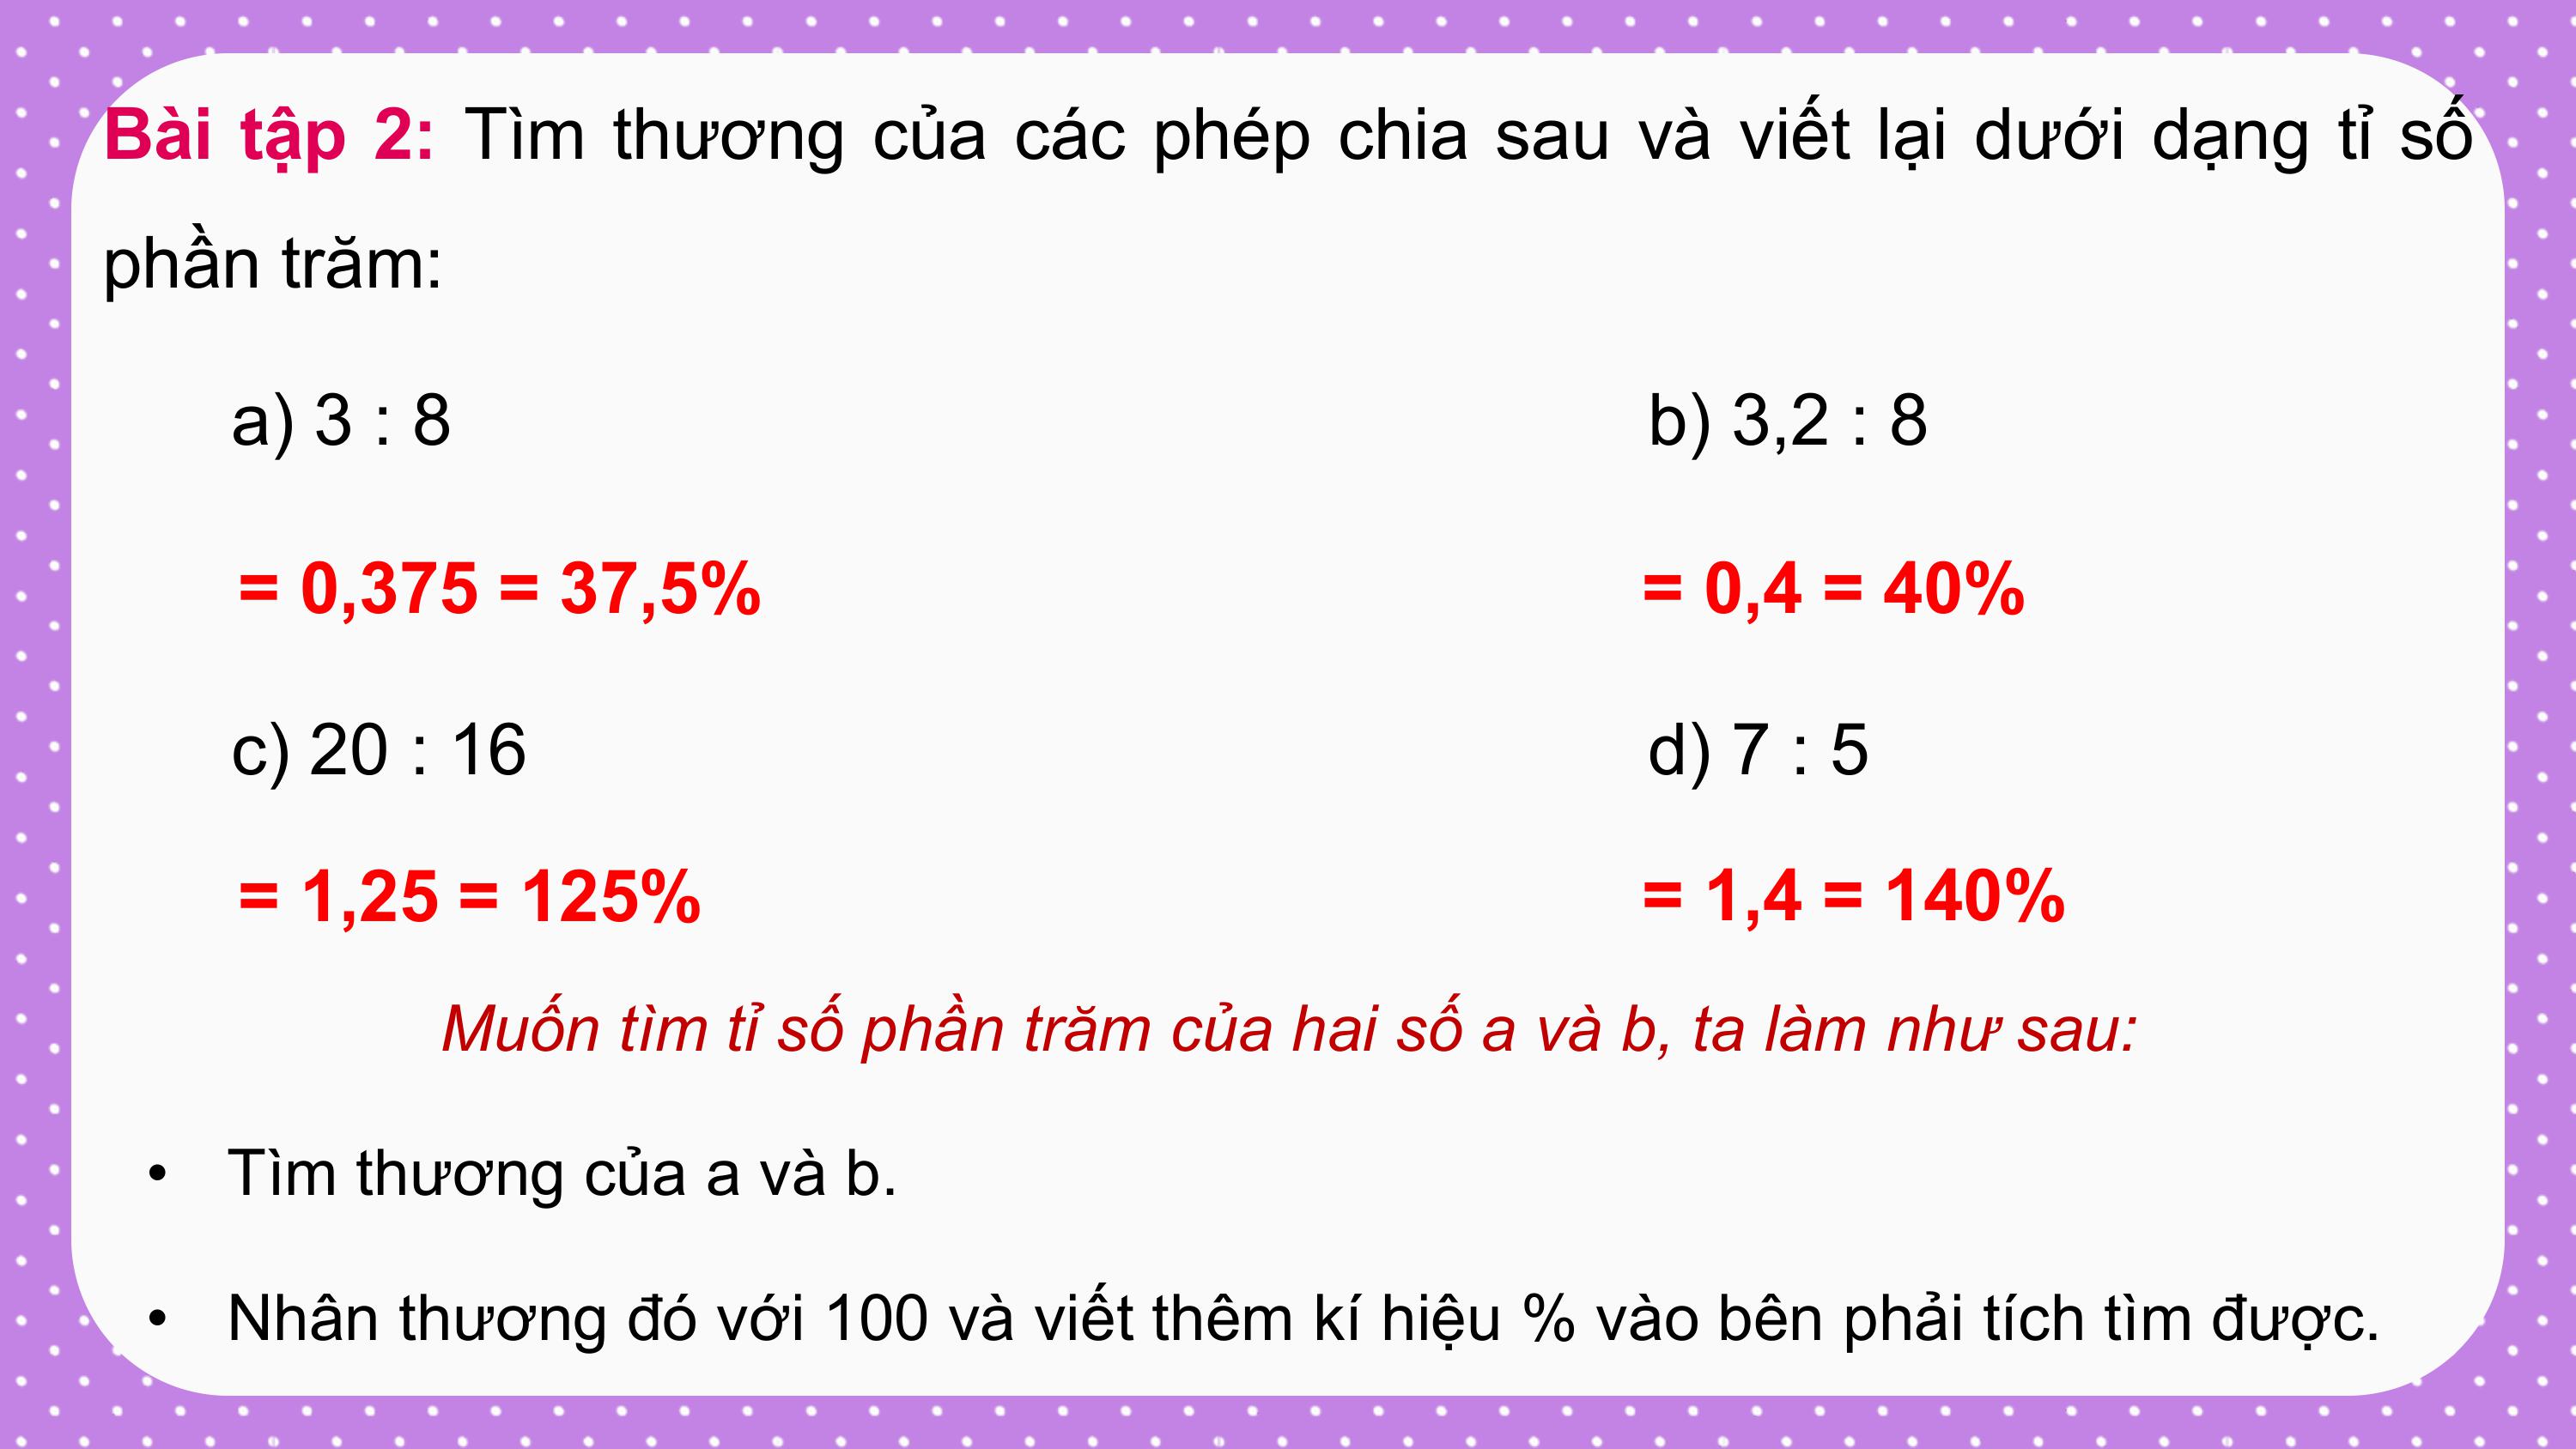 Bài tập 2: Tìm thương của các phép chia sau và viết lại dưới dạng tỉ số
phần trăm:
a) 3 : 8
b) 3,2 : 8
= 0,375 = 37,5%
= 0,4 = 40%
c) 20 : 16
d) 7 : 5
= 1,25 = 125%
= 1,4 = 140%
Muốn tìm tỉ số phần trăm của hai số a và b, ta làm như sau:
• Tìm thương của a và b.
• Nhân thương đó với 100 và viết thêm kí hiệu % vào bên phải tích tìm được.